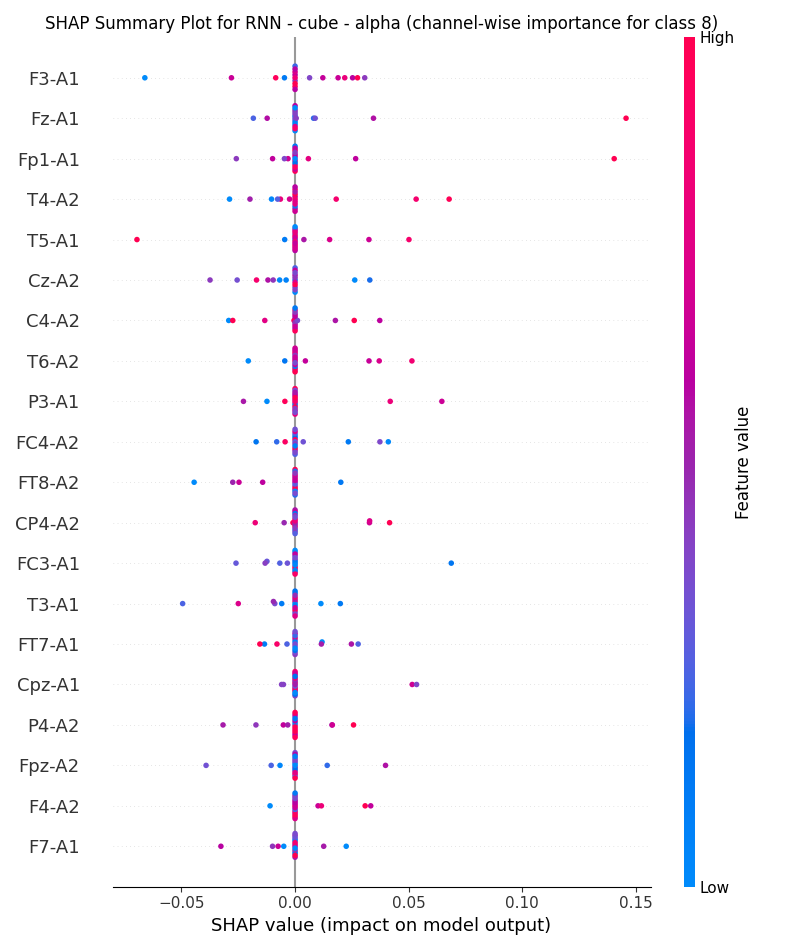 SHAP Summary Plot for RNN - cube - alpha (channel-wise importance for class 8)
High
F3-A1
Fz-A1
Fp1-A1
T4-A2
T5-A1
Cz-A2
C4-A2
T6-A2
P3-A1
FC4-A2
FT8-A2
CP4-A2
FC3-A1
T3-A1
FT7-A1
Cpz-A1
P4-A2
Fpz-A2
F4-A2
F7-A1
Feature value
Low
−0.05 0.00 0.05 0.10 0.15
SHAP value (impact on model output)